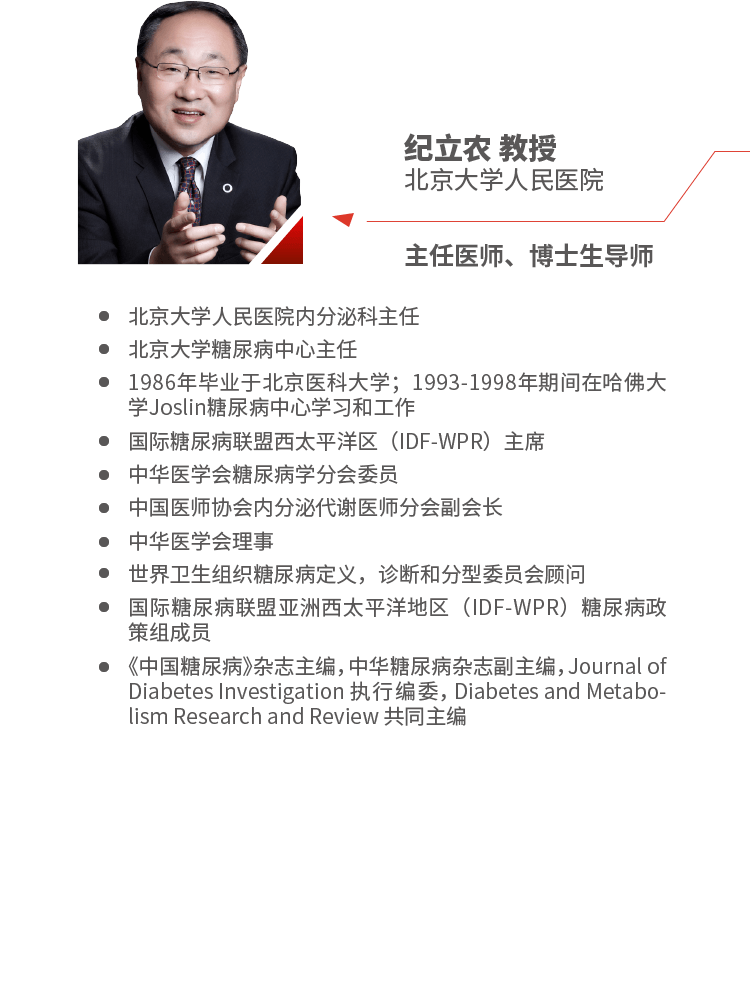 纪立农 教授
北京大学人民医院
主任医师、博士生导师
北京大学人民医院内分泌科主任
北京大学糖尿病中心主任
1986年毕业于北京医科大学；1993-1998年期间在哈佛大
学Joslin糖尿病中心学习和工作
国际糖尿病联盟西太平洋区（IDF-WPR）主席
中华医学会糖尿病学分会委员
中国医师协会内分泌代谢医师分会副会长
中华医学会理事
世界卫生组织糖尿病定义，诊断和分型委员会顾问
国际糖尿病联盟亚洲西太平洋地区（IDF-WPR）糖尿病政
策组成员
《中国糖尿病》杂志主编，中华糖尿病杂志副主编，Journal of
Diabetes Investigation 执行编委，Diabetes and Metabo-
lism Research and Review 共同主编